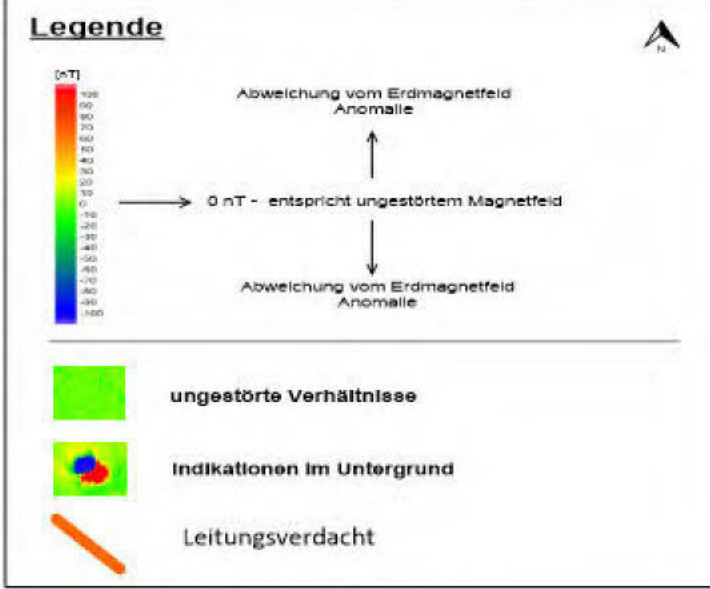 Legende
N
[nT]
100
90
80
70
60
50
40
30
20
10
0
-10
-20
-30
-40
-50
-60
-70
-80
-90
-100
Abweichung vom Erdmagnetfeld
Anomalie
0 nT - entspricht ungestörtem Magnetfeld
Abweichung vom Erdmagnetfeld
Anomalie
ungestörte Verhältnisse
Indikationen im Untergrund
Leitungsverdacht